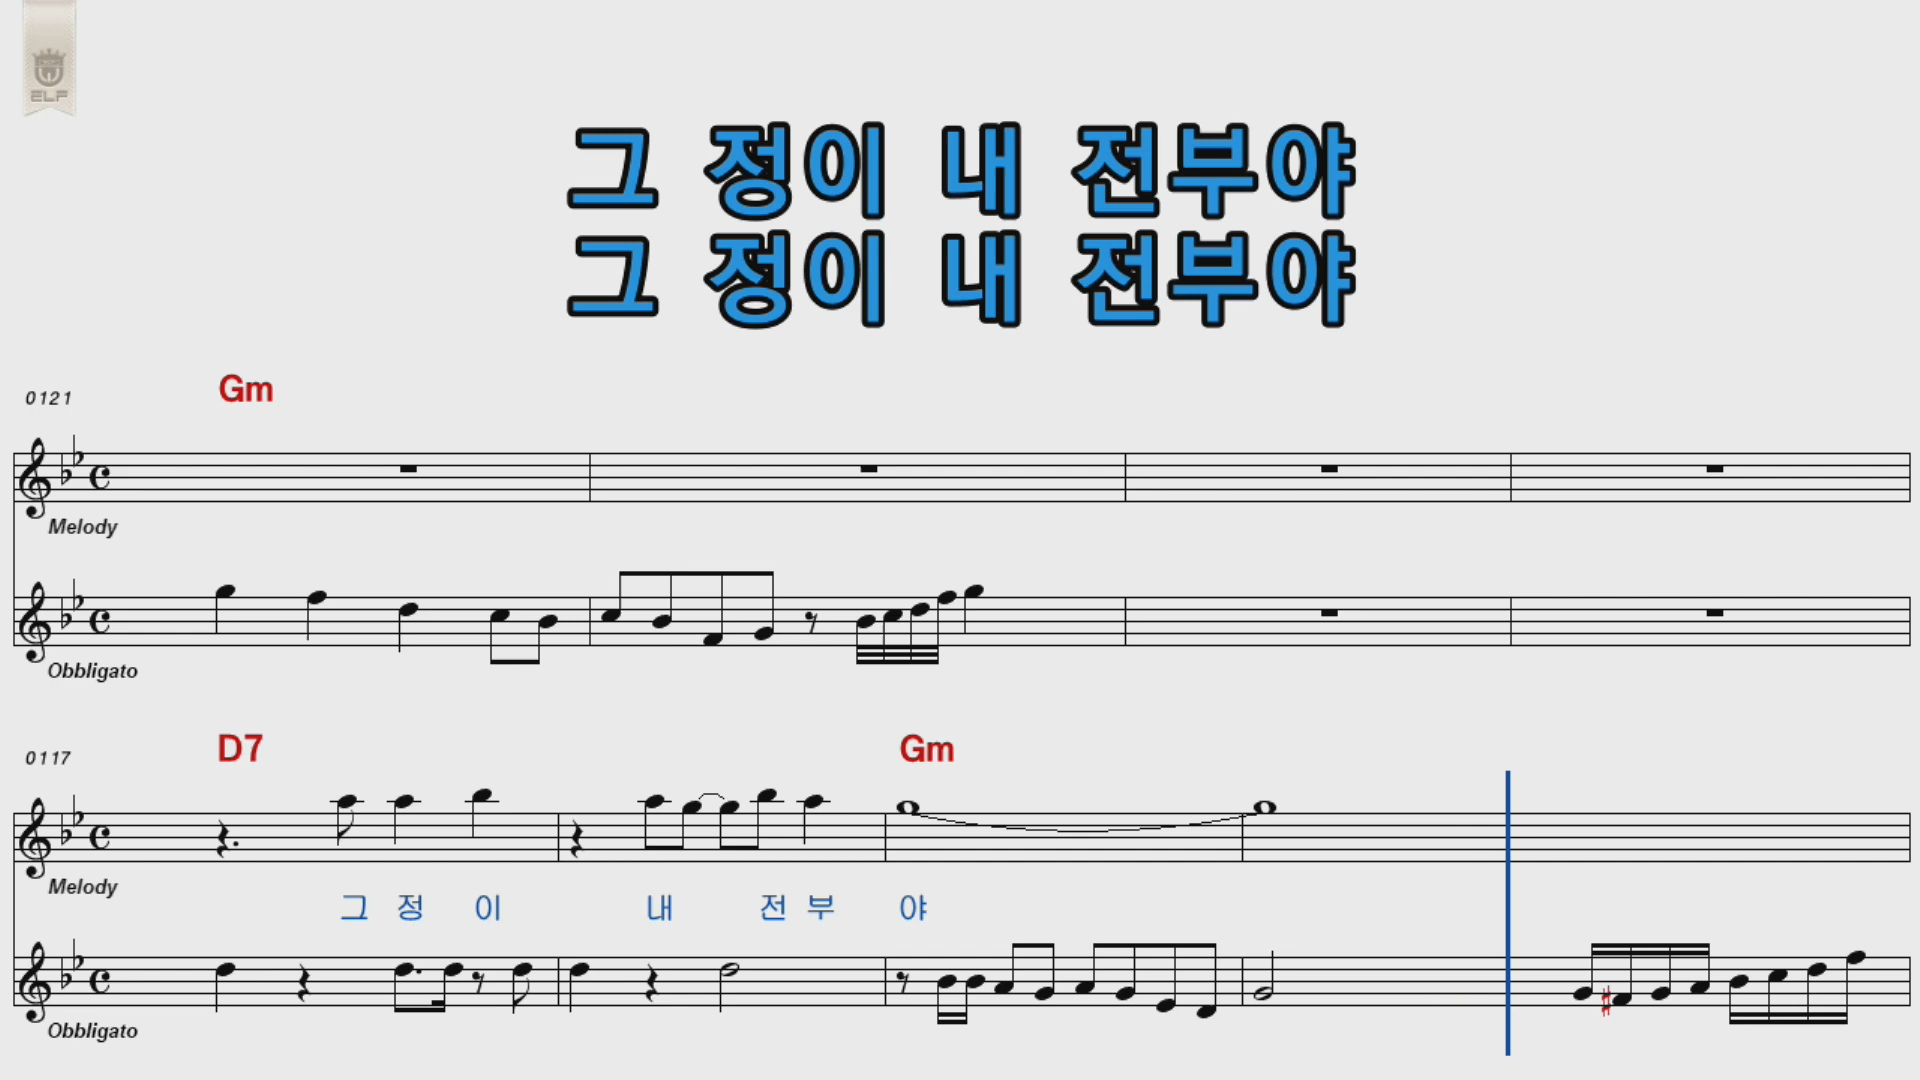 ELF
그 정이 내 전부야
그 정이 내 전부야
0121 Gm
Melody
Obbligato
0117 D7 Gm
Melody
그 정 이 내 전 부 야
Obbligato